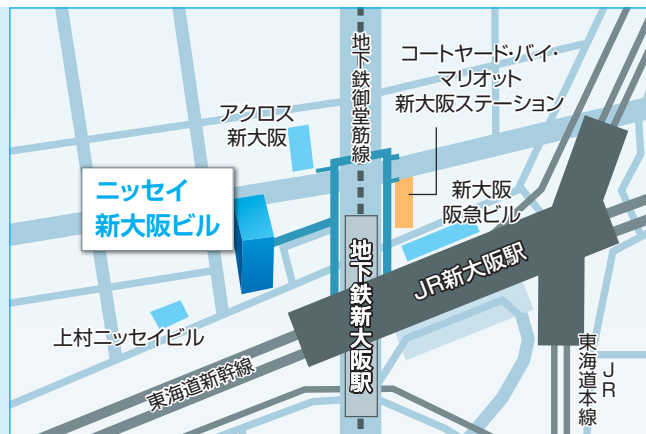 地下鉄御堂筋線
コートヤード・バイ・
マリオット
新大阪ステーション
アクロス
新大阪
ニッセイ
新大阪ビル
新大阪
阪急ビル
地下鉄新大阪駅
JR新大阪駅
上村ニッセイビル
東海道新幹線
JR
東海道本線